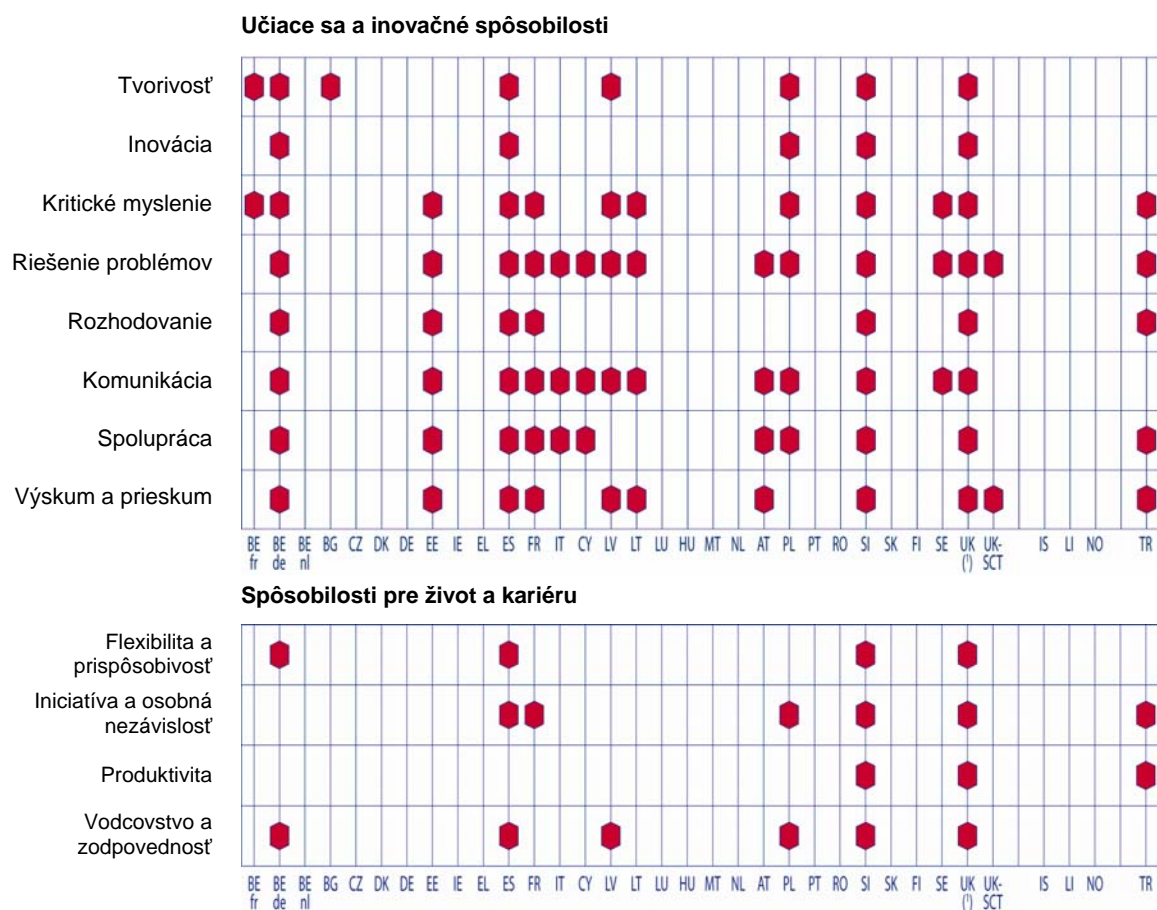 Učiace sa a inovačné spôsobilosti
Tvorivosť
Inovácia
Kritické myslenie
Riešenie problémov
Rozhodovanie
Komunikácia
Spolupráca
Výskum a prieskum
BE BE BE BG CZ DK DE EE IE EL ES FR IT CY LV LT LU HU MT NL AT PL PT RO SI SK FI SE UK UK- IS LI NO TR
fr de nl (¹) SCT
Spôsobilosti pre život a kariéru
Flexibilita a
prispôsobivosť
Iniciatíva a osobná
nezávislosť
Produktivita
Vodcovstvo a
zodpovednosť
BE BE BE BG CZ DK DE EE IE EL ES FR IT CY LV LT LU HU MT NL AT PL PT RO SI SK FI SE UK UK- IS LI NO TR
fr de nl (¹) SCT